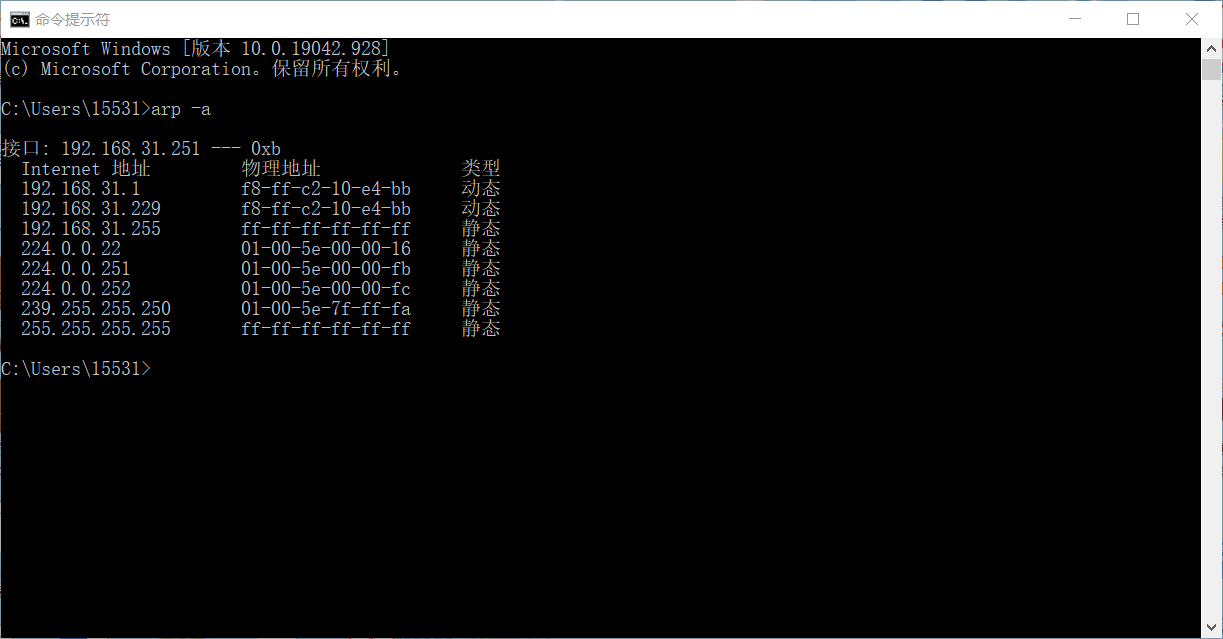 命令提示符
Microsoft Windows [版本 10.0.19042.928]
(c) Microsoft Corporation。保留所有权利。
C:\Users\15531>arp -a
接口: 192.168.31.251 --- 0xb
Internet 地址 物理地址 类型
192.168.31.1 f8-ff-c2-10-e4-bb 动态
192.168.31.229 f8-ff-c2-10-e4-bb 动态
192.168.31.255 ff-ff-ff-ff-ff-ff 静态
224.0.0.22 01-00-5e-00-00-16 静态
224.0.0.251 01-00-5e-00-00-fb 静态
224.0.0.252 01-00-5e-00-00-fc 静态
239.255.255.250 01-00-5e-7f-ff-fa 静态
255.255.255.255 ff-ff-ff-ff-ff-ff 静态
C:\Users\15531>